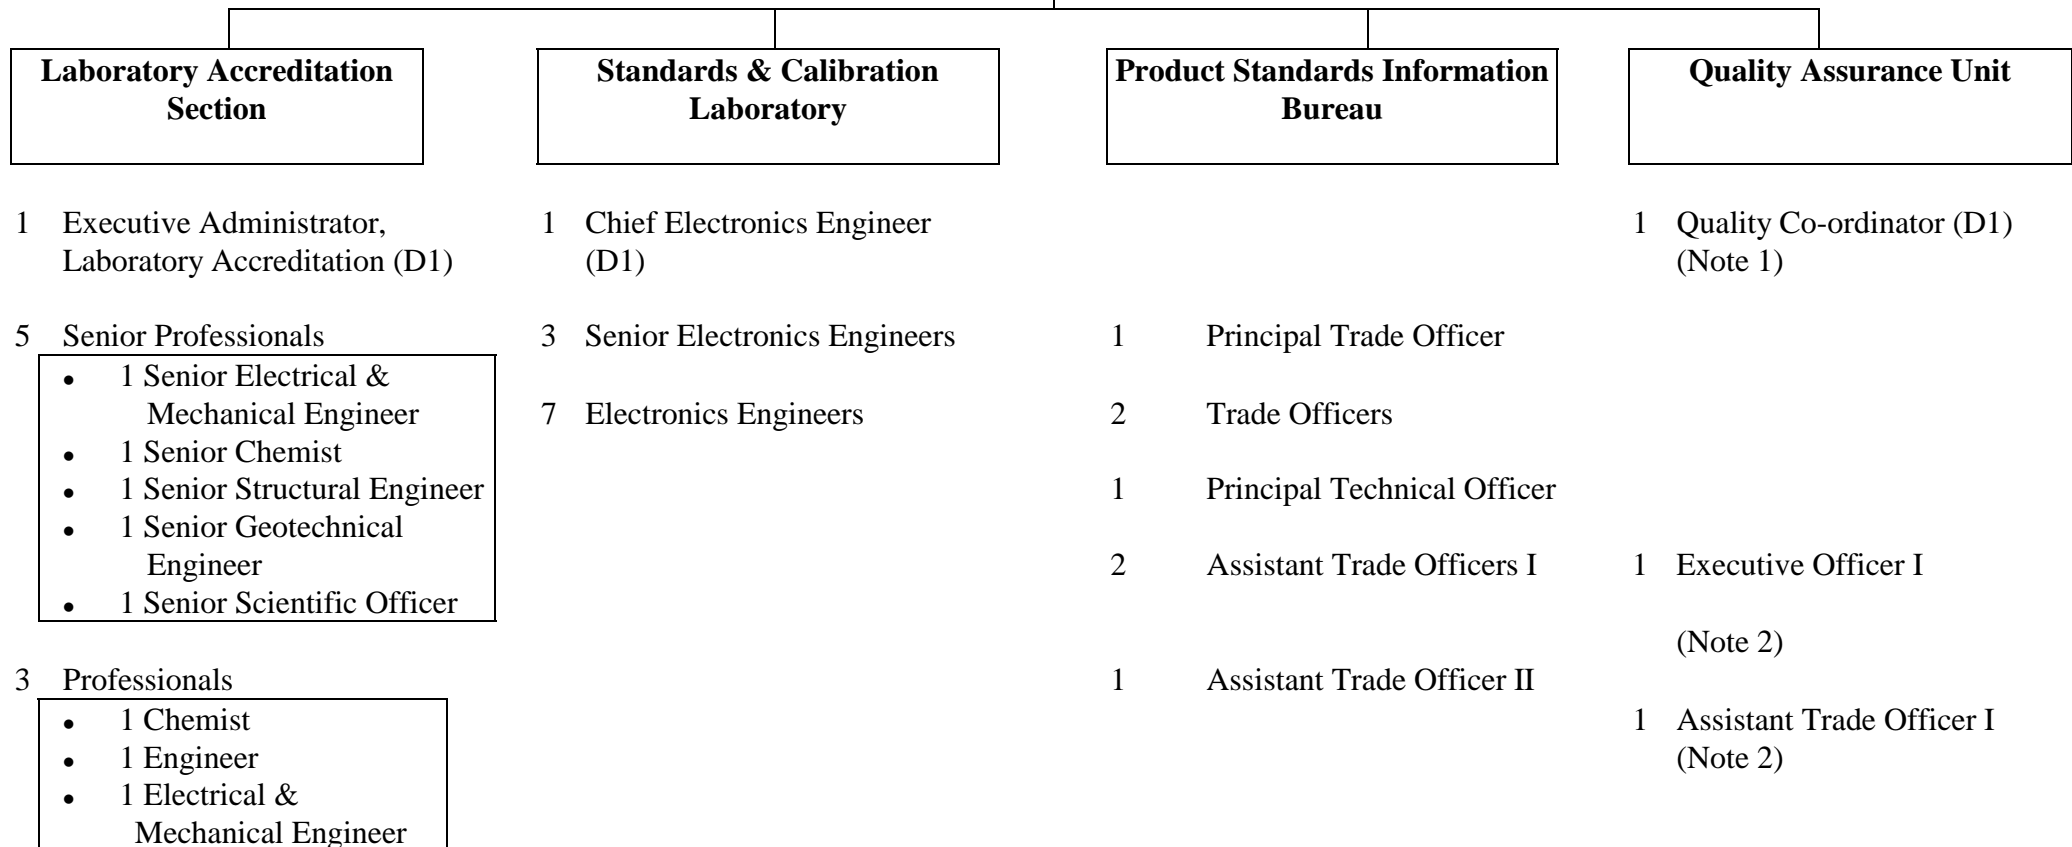 Laboratory Accreditation
Section
Standards & Calibration
Laboratory
Product Standards Information
Bureau
Quality Assurance Unit
1 Executive Administrator,
Laboratory Accreditation (D1)
5 Senior Professionals
• 1 Senior Electrical &
Mechanical Engineer
• 1 Senior Chemist
• 1 Senior Structural Engineer
• 1 Senior Geotechnical
Engineer
• 1 Senior Scientific Officer
3 Professionals
• 1 Chemist
• 1 Engineer
• 1 Electrical &
Mechanical Engineer
1 Chief Electronics Engineer
(D1)
3 Senior Electronics Engineers
7 Electronics Engineers
1 Principal Trade Officer
2 Trade Officers
1 Principal Technical Officer
2 Assistant Trade Officers I
1 Assistant Trade Officer II
1 Quality Co-ordinator (D1)
(Note 1)
1 Executive Officer I
(Note 2)
1 Assistant Trade Officer I
(Note 2)